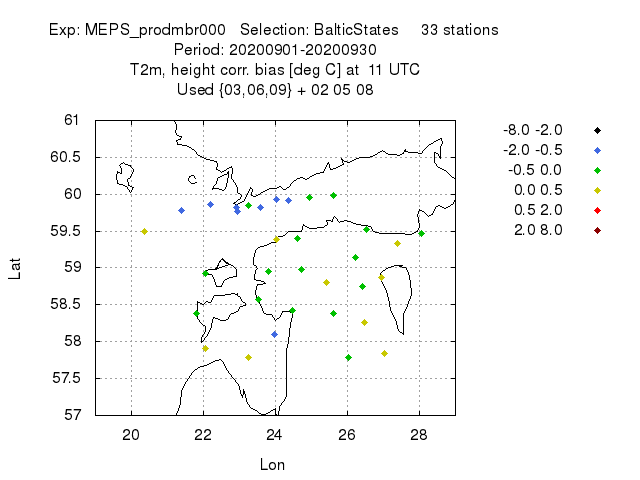 Exp: MEPS_prodmbr000   Selection: BalticStates     33 stations
Period: 20200901-20200930
T2m, height corr. bias [deg C] at  11 UTC
Used {03,06,09} + 02 05 08
61
60.5
60
59.5
59
58.5
58
57.5
57
20 22 24 26 28
Lat
Lon
-8.0 -2.0
-2.0 -0.5
-0.5 0.0
0.0 0.5
0.5 2.0
2.0 8.0